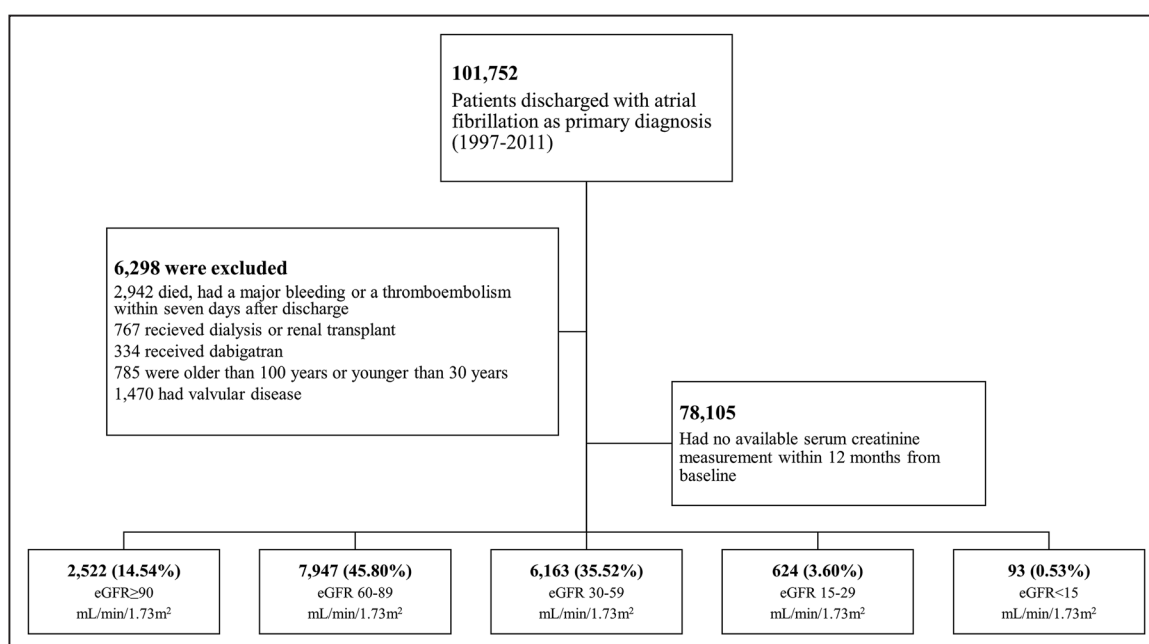 101,752
Patients discharged with atrial
fibrillation as primary diagnosis
(1997-2011)
6,298 were excluded
2,942 died, had a major bleeding or a thromboembolism
within seven days after discharge
767 recieved dialysis or renal transplant
334 received dabigatran
785 were older than 100 years or younger than 30 years
1,470 had valvular disease
78,105
Had no available serum creatinine
measurement within 12 months from
baseline
2,522 (14.54%)
eGFR≥90
mL/min/1.73m²
7,947 (45.80%)
eGFR 60-89
mL/min/1.73m²
6,163 (35.52%)
eGFR 30-59
mL/min/1.73m²
624 (3.60%)
eGFR 15-29
mL/min/1.73m²
93 (0.53%)
eGFR<15
mL/min/1.73m²